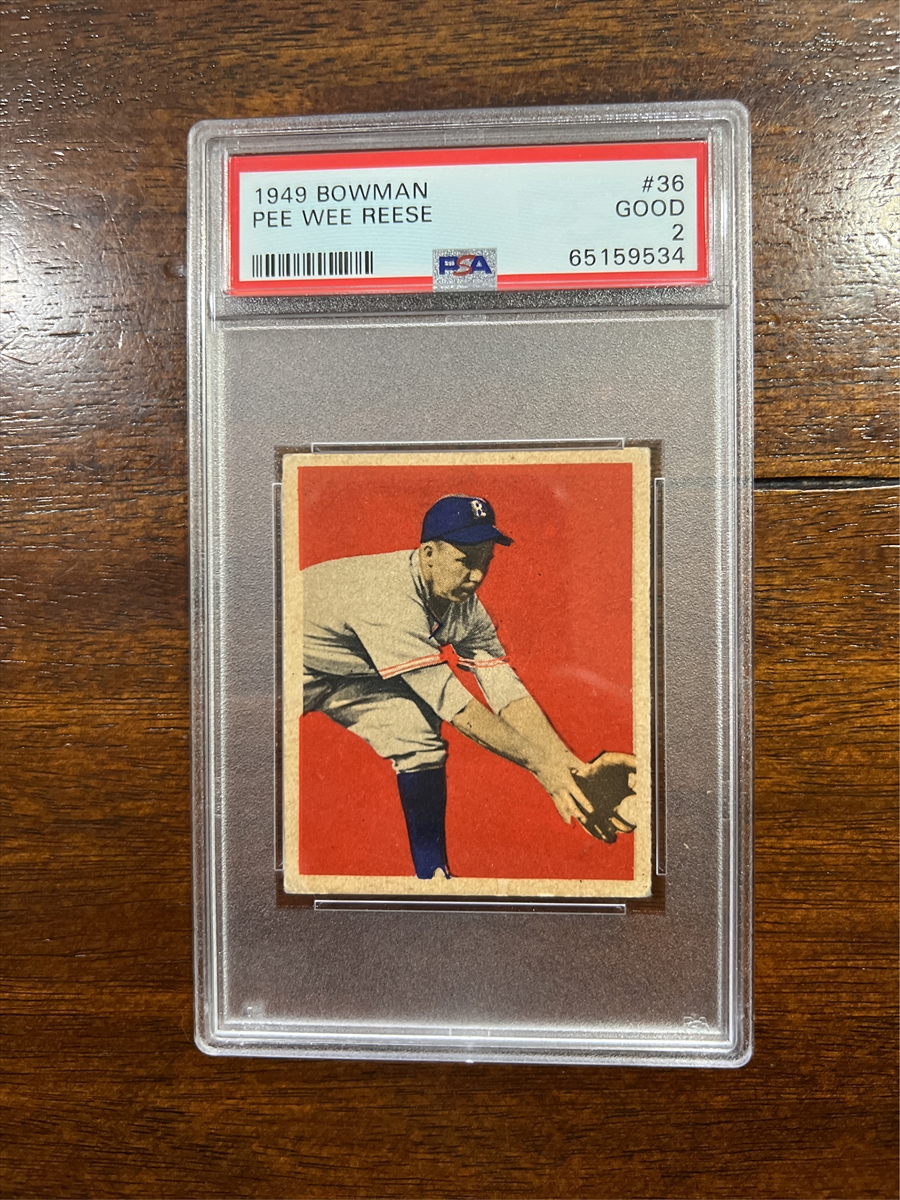 1949 BOWMAN
PEE WEE REESE
#36
GOOD
2
65159534
PSA
R